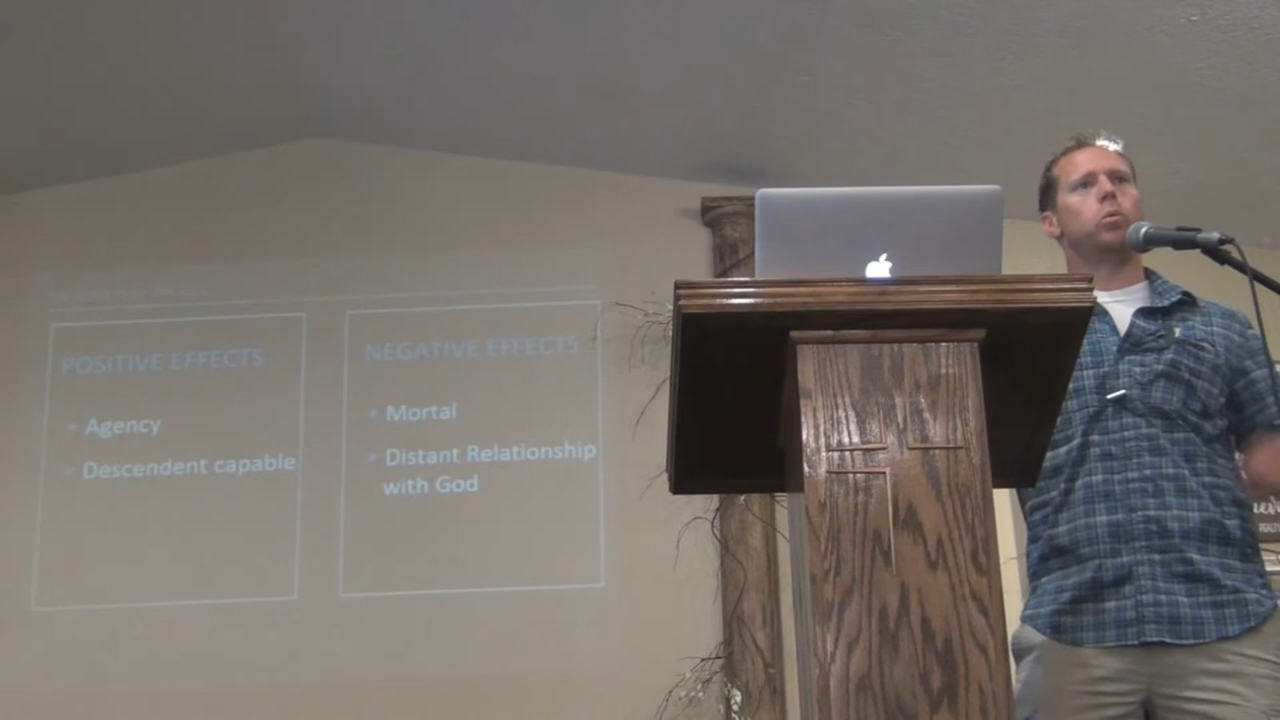 POSITIVE EFFECTS
• Agency
• Descendent capable
NEGATIVE EFFECTS
• Mortal
• Distant Relationship
with God